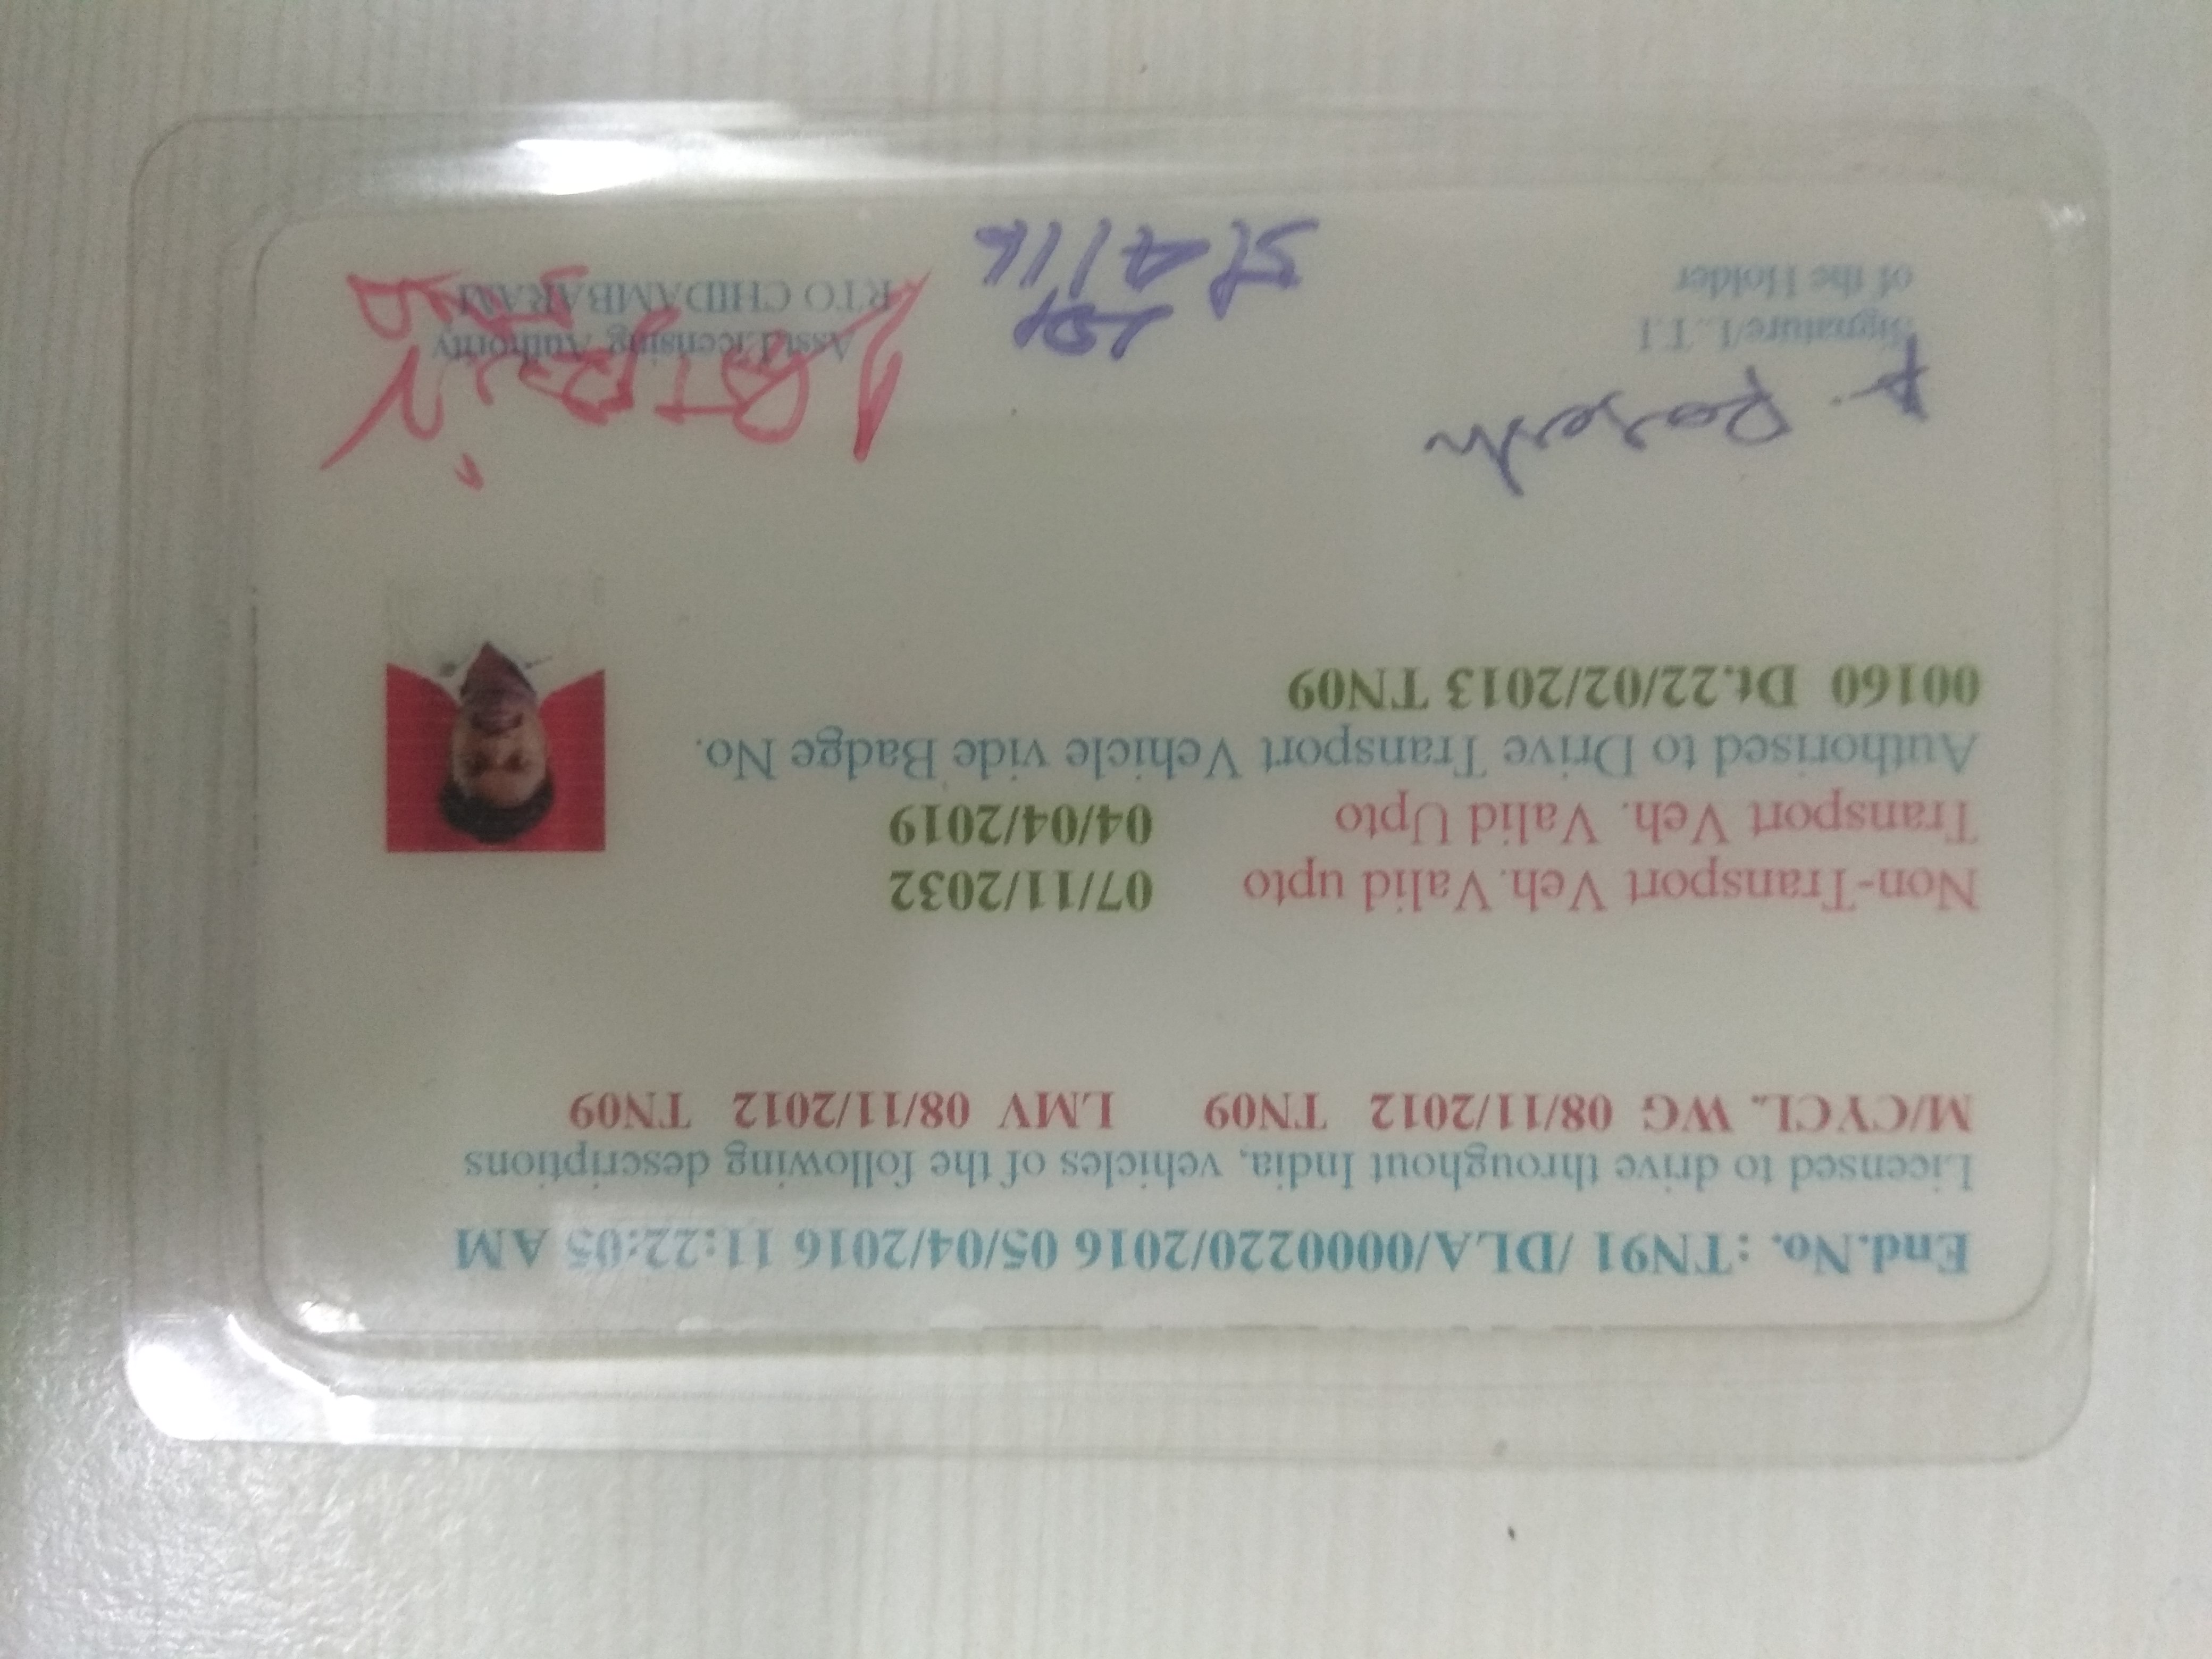 End.No. : TN91 /DLA/0000220/2016 05/04/2016 11:22:05 AM
Licensed to drive throughout India, vehicles of the following descriptions
M/CYCL. WG 08/11/2012 TN09 LMV 08/11/2012 TN09
Non-Transport Veh.Valid upto 07/11/2032
Transport Veh. Valid Upto 04/04/2019
Authorised to Drive Transport Vehicle vide Badge No.
00160 Dt.22/02/2013 TN09
Signature/L.T.I
of the Holder
Asst Licensing Authority
RTO CHIDAMBARAM